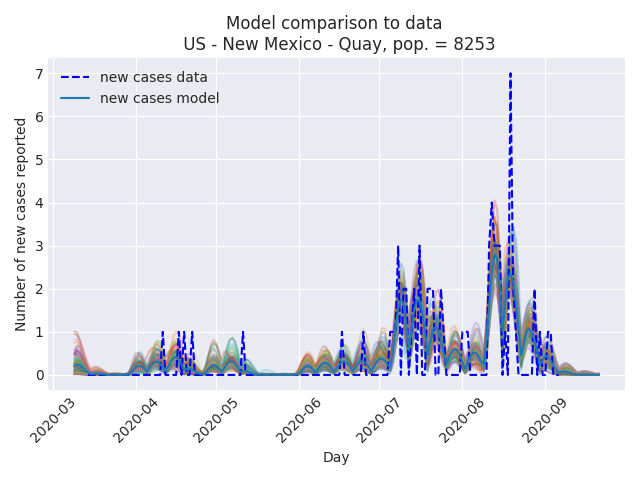 Model comparison to data
US - New Mexico - Quay, pop. = 8253
new cases data
new cases model
Number of new cases reported
7
6
5
4
3
2
1
0
2020-03
2020-04
2020-05
2020-06
2020-07
2020-08
2020-09
Day